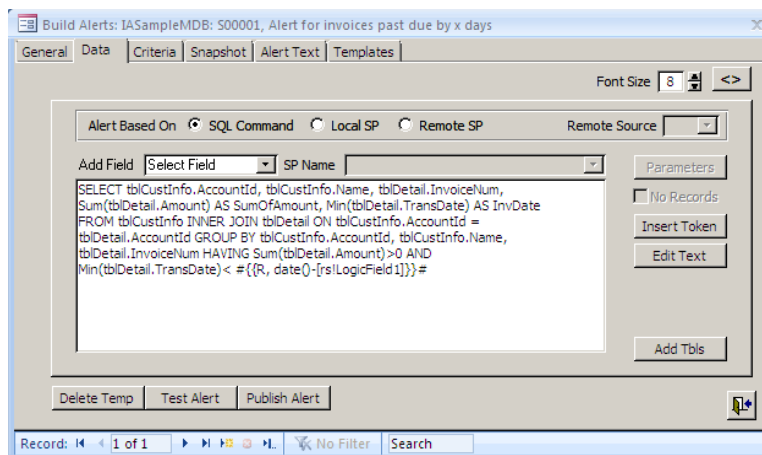 Build Alerts: IASampleMDB: S00001, Alert for invoices past due by x days
General Data Criteria Snapshot Alert Text Templates
Font Size 8 <>
Alert Based On SQL Command Local SP Remote SP Remote Source
Add Field Select Field SP Name Parameters
SELECT tblCustInfo.AccountId, tblCustInfo.Name, tblDetail.InvoiceNum,
Sum(tblDetail.Amount) AS SumOfAmount, Min(tblDetail.TransDate) AS InvDate
No Records
FROM tblCustInfo INNER JOIN tblDetail ON tblCustInfo.AccountId =
tblDetail.AccountId GROUP BY tblCustInfo.AccountId, tblCustInfo.Name,
Insert Token
tblDetail.InvoiceNum HAVING Sum(tblDetail.Amount)>0 AND
Edit Text
Min(tblDetail.TransDate)< #{{R, date()-[rs!LogicField1]}}#
Add Tbls
Delete Temp Test Alert Publish Alert
Record: 1 of 1 No Filter Search